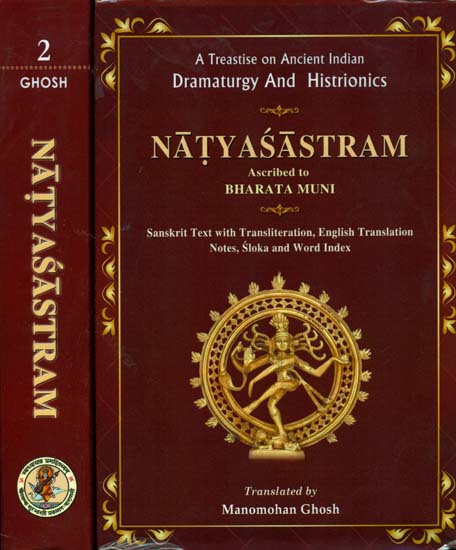 2
GHOSH
NĀṬYAŚĀSTRAM
A Treastise on Ancient Indian
Dramaturgy And Histrionics
NĀṬYAŚĀSTRAM
Ascribed to
BHARATA MUNI
Sanskrit Text with Transliteration, English Translation
Notes, Śloka and Word Index
Translated by
Manomohan Ghosh